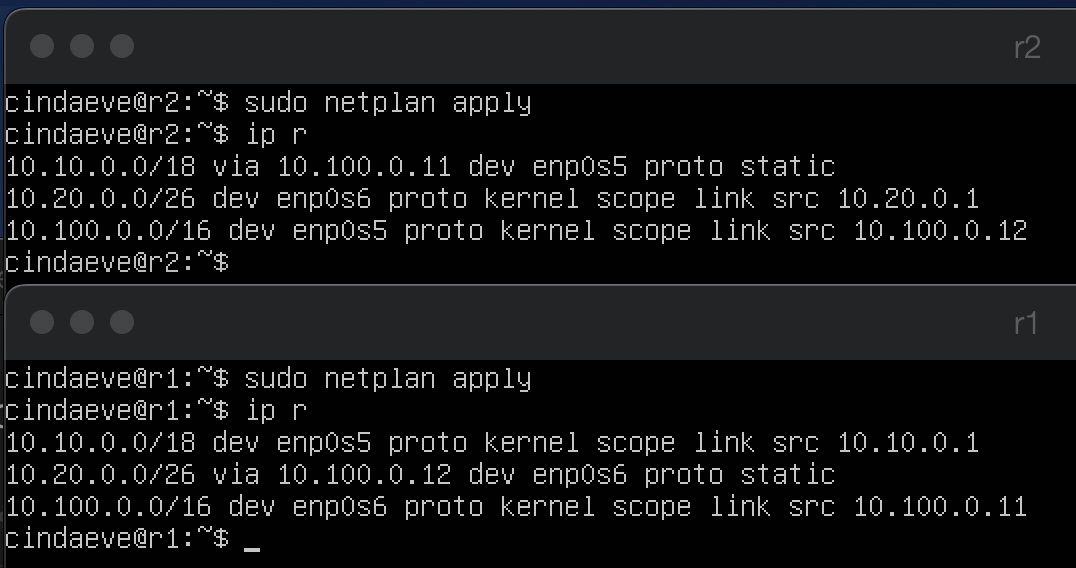 r2
cindaeve@r2:~$ sudo netplan apply
cindaeve@r2:~$ ip r
10.10.0.0/18 via 10.100.0.11 dev enp0s5 proto static
10.20.0.0/26 dev enp0s6 proto kernel scope link src 10.20.0.1
10.100.0.0/16 dev enp0s5 proto kernel scope link src 10.100.0.12
cindaeve@r2:~$
r1
cindaeve@r1:~$ sudo netplan apply
cindaeve@r1:~$ ip r
10.10.0.0/18 dev enp0s5 proto kernel scope link src 10.10.0.1
10.20.0.0/26 via 10.100.0.12 dev enp0s6 proto static
10.100.0.0/16 dev enp0s6 proto kernel scope link src 10.100.0.11
cindaeve@r1:~$ _